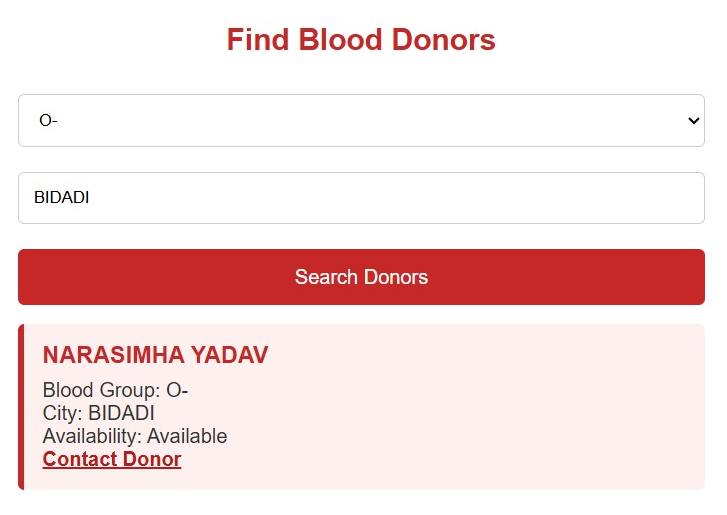 Find Blood Donors
O-
BIDADI
Search Donors
NARASIMHA YADAV
Blood Group: O-
City: BIDADI
Availability: Available
Contact Donor